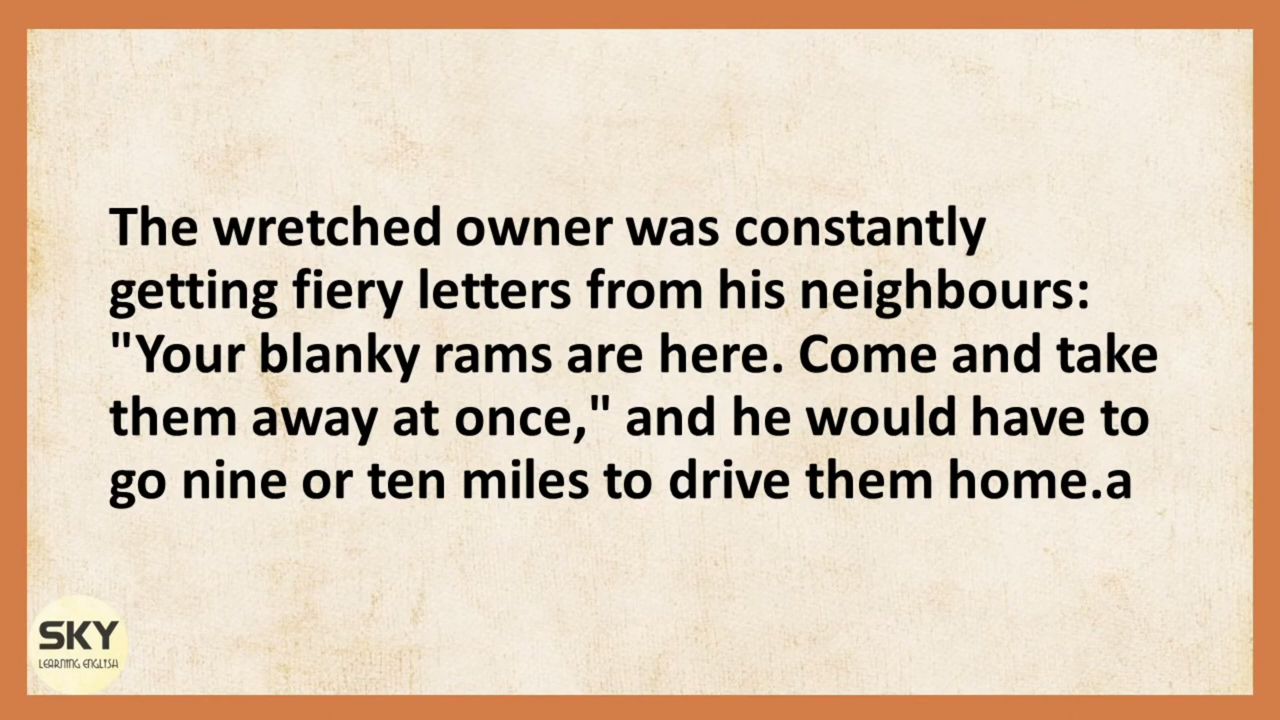 The wretched owner was constantly
getting fiery letters from his neighbours:
"Your blanky rams are here. Come and take
them away at once," and he would have to
go nine or ten miles to drive them home.a
SKY
LEARNING ENGLISH